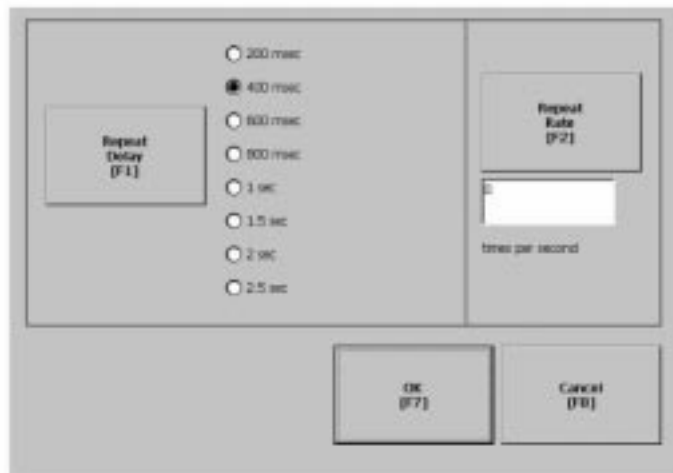 Repeat
Delay
[F1]
200 msec
400 msec
600 msec
800 msec
1 sec
1.5 sec
2 sec
2.5 sec
Repeat
Rate
[F2]
times per second
OK
[F7]
Cancel
[F8]